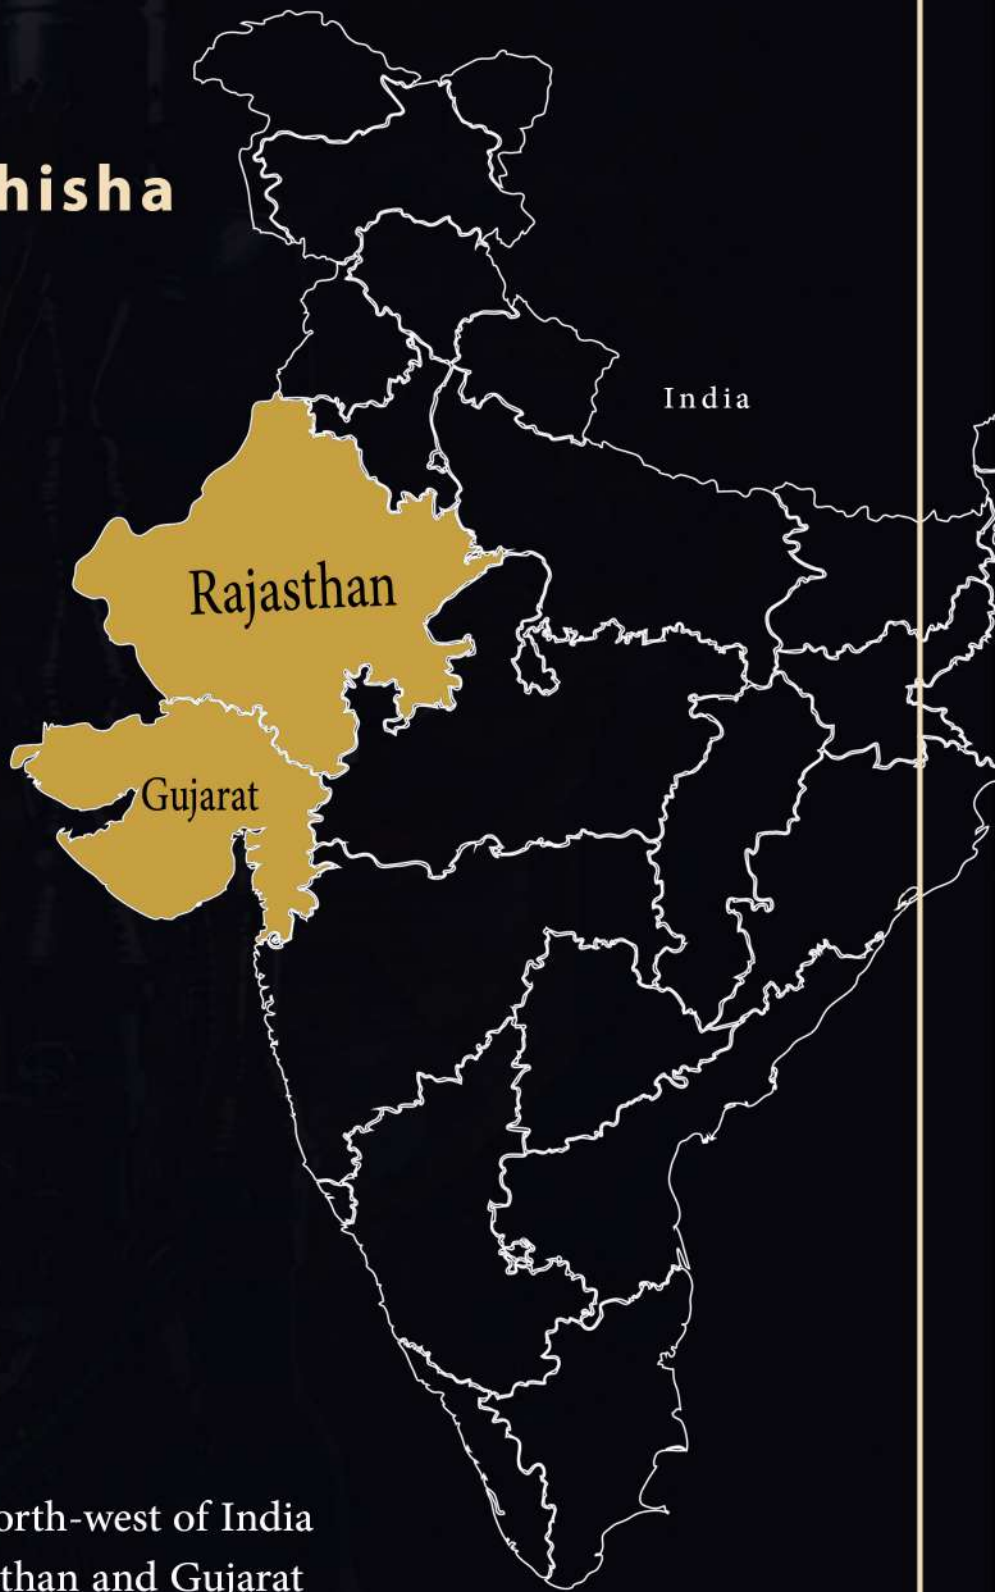 hisha
India
Rajasthan
Gujarat
orth-west of India
than and Gujarat